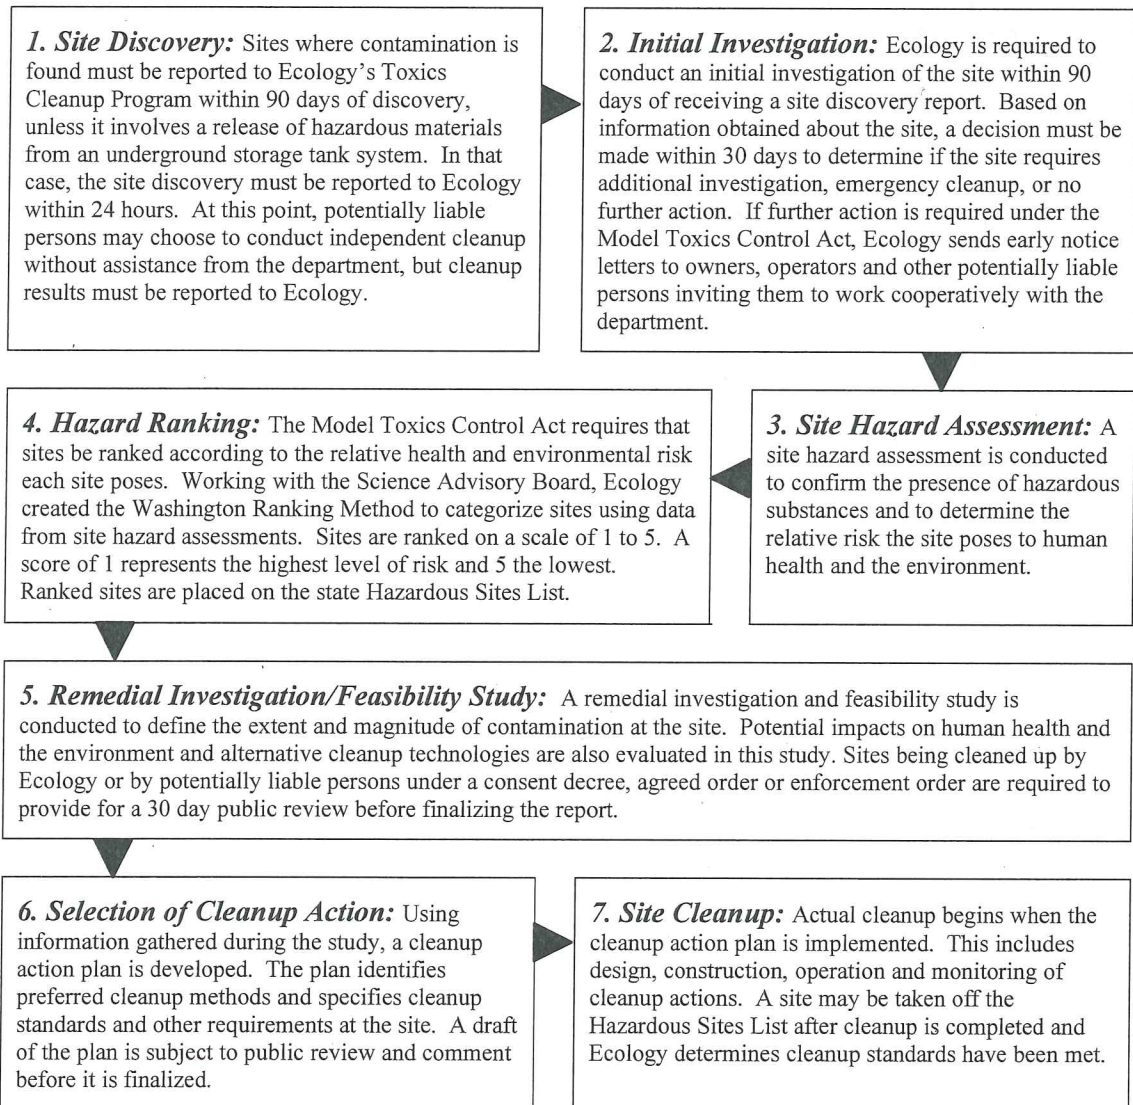 1. Site Discovery: Sites where contamination is
found must be reported to Ecology's Toxics
Cleanup Program within 90 days of discovery,
unless it involves a release of hazardous materials
from an underground storage tank system. In that
case, the site discovery must be reported to Ecology
within 24 hours. At this point, potentially liable
persons may choose to conduct independent cleanup
without assistance from the department, but cleanup
results must be reported to Ecology.
2. Initial Investigation: Ecology is required to
conduct an initial investigation of the site within 90
days of receiving a site discovery report. Based on
information obtained about the site, a decision must be
made within 30 days to determine if the site requires
additional investigation, emergency cleanup, or no
further action. If further action is required under the
Model Toxics Control Act, Ecology sends early notice
letters to owners, operators and other potentially liable
persons inviting them to work cooperatively with the
department.
3. Site Hazard Assessment: A
site hazard assessment is conducted
to confirm the presence of hazardous
substances and to determine the
relative risk the site poses to human
health and the environment.
4. Hazard Ranking: The Model Toxics Control Act requires that
sites be ranked according to the relative health and environmental risk
each site poses. Working with the Science Advisory Board, Ecology
created the Washington Ranking Method to categorize sites using data
from site hazard assessments. Sites are ranked on a scale of 1 to 5. A
score of 1 represents the highest level of risk and 5 the lowest.
Ranked sites are placed on the state Hazardous Sites List.
5. Remedial Investigation/Feasibility Study: A remedial investigation and feasibility study is
conducted to define the extent and magnitude of contamination at the site. Potential impacts on human health and
the environment and alternative cleanup technologies are also evaluated in this study. Sites being cleaned up by
Ecology or by potentially liable persons under a consent decree, agreed order or enforcement order are required to
provide for a 30 day public review before finalizing the report.
6. Selection of Cleanup Action: Using
information gathered during the study, a cleanup
action plan is developed. The plan identifies
preferred cleanup methods and specifies cleanup
standards and other requirements at the site. A draft
of the plan is subject to public review and comment
before it is finalized.
7. Site Cleanup: Actual cleanup begins when the
cleanup action plan is implemented. This includes
design, construction, operation and monitoring of
cleanup actions. A site may be taken off the
Hazardous Sites List after cleanup is completed and
Ecology determines cleanup standards have been met.